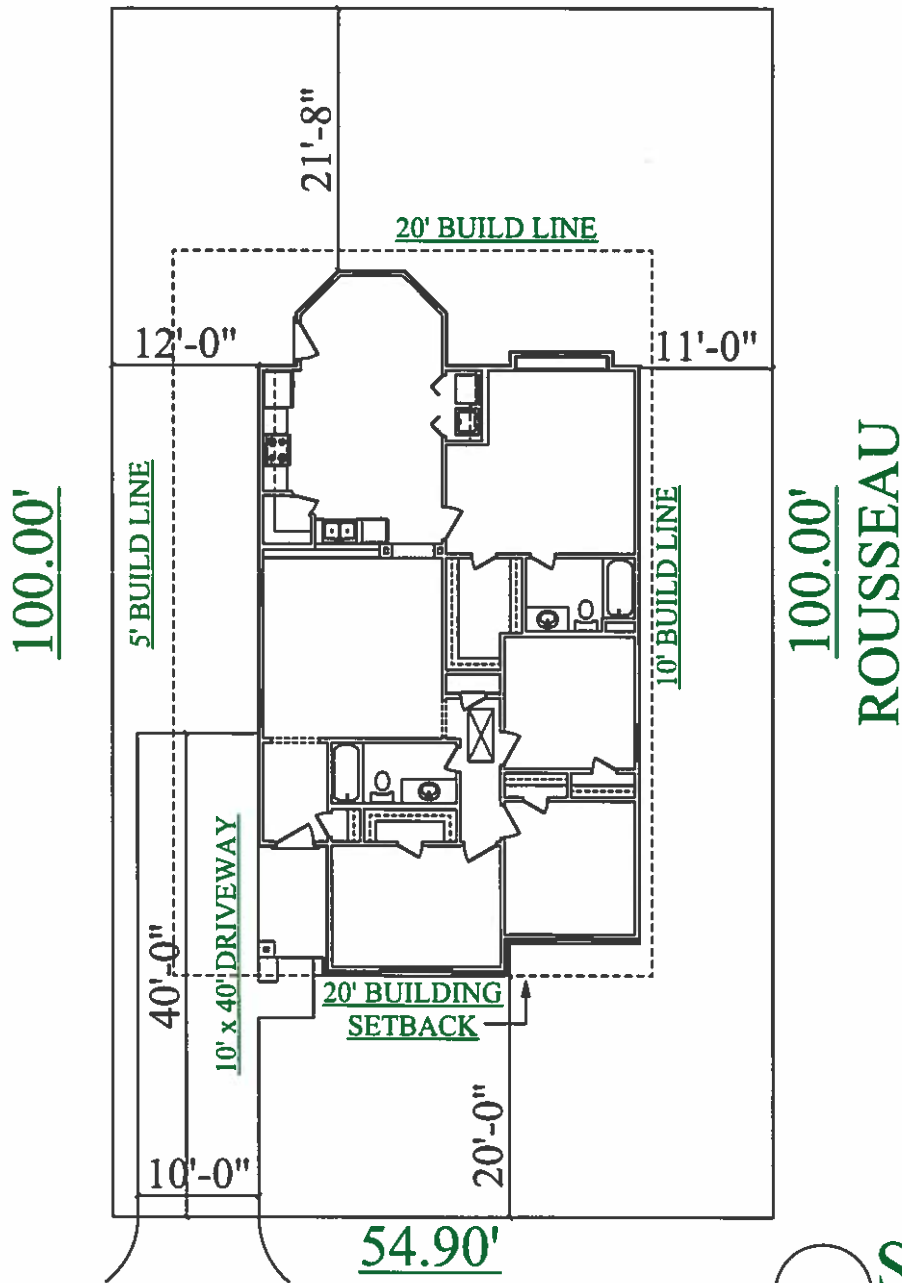 21'-8"
20' BUILD LINE
12'-0"
11'-0"
100.00'
5' BUILD LINE
10' BUILD LINE
100.00'
ROUSSEAU
10' x 40' DRIVEWAY
40'-0"
20' BUILDING
SETBACK
20'-0"
10'-0"
54.90'
S